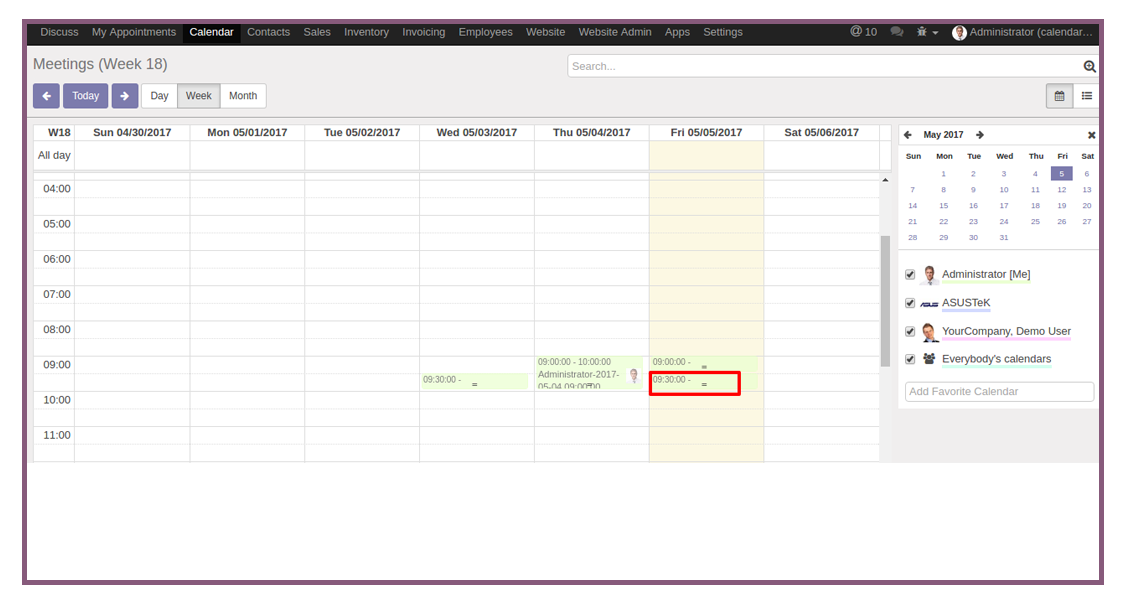 Discuss My Appointments Calendar Contacts Sales Inventory Invoicing Employees Website Website Admin Apps Settings @ 10 Administrator (calendar...
Meetings (Week 18)
Search...
Today Day Week Month
W18 Sun 04/30/2017 Mon 05/01/2017 Tue 05/02/2017 Wed 05/03/2017 Thu 05/04/2017 Fri 05/05/2017 Sat 05/06/2017
All day
04:00
05:00
06:00
07:00
08:00
09:00
10:00
11:00
09:30:00 -
09:00:00 - 10:00:00
Administrator-2017-
05-04 09:00:00
09:00:00 -
09:30:00 -
May 2017
Sun Mon Tue Wed Thu Fri Sat
1 2 3 4 5 6
7 8 9 10 11 12 13
14 15 16 17 18 19 20
21 22 23 24 25 26 27
28 29 30 31
Administrator [Me]
ASUS ASUSTeK
YourCompany, Demo User
Everybody's calendars
Add Favorite Calendar